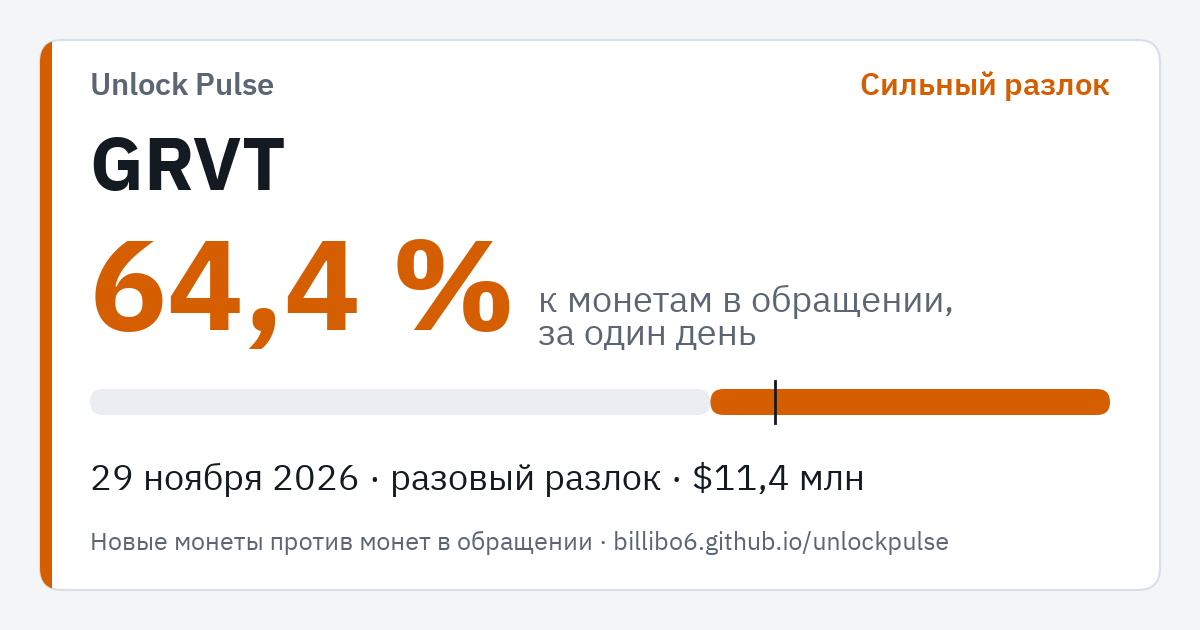 Unlock Pulse
Сильный разлок
GRVT
64,4 %
к монетам в обращении,
за один день
29 ноября 2026 · разовый разлок · $11,4 млн
Новые монеты против монет в обращении · billibo6.github.io/unlockpulse